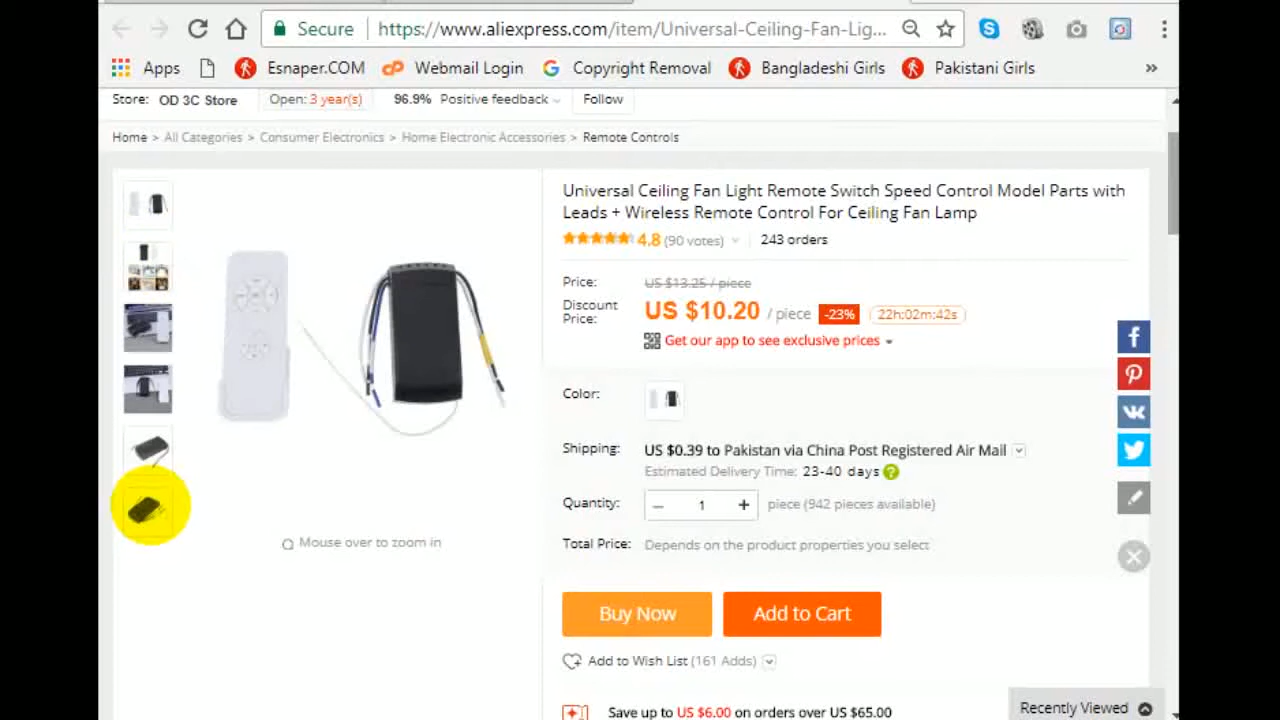 Secure https://www.aliexpress.com/item/Universal-Ceiling-Fan-Lig...
Apps Esnaper.COM Webmail Login Copyright Removal Bangladeshi Girls Pakistani Girls »
Store: OD 3C Store Open: 3 year(s) 96.9% Positive feedback Follow
Home > All Categories > Consumer Electronics > Home Electronic Accessories > Remote Controls
Universal Ceiling Fan Light Remote Switch Speed Control Model Parts with
Leads + Wireless Remote Control For Ceiling Fan Lamp
4.8 (90 votes) 243 orders
Price: US $13.25 / piece
Discount
Price: US $10.20 / piece -23% 22h:02m:42s
Get our app to see exclusive prices
Color:
Shipping: US $0.39 to Pakistan via China Post Registered Air Mail
Estimated Delivery Time: 23-40 days ?
Quantity: – 1 + piece (942 pieces available)
Total Price: Depends on the product properties you select
Mouse over to zoom in
Buy Now Add to Cart
Add to Wish List (161 Adds)
Save up to US $6.00 on orders over US $65.00
Recently Viewed